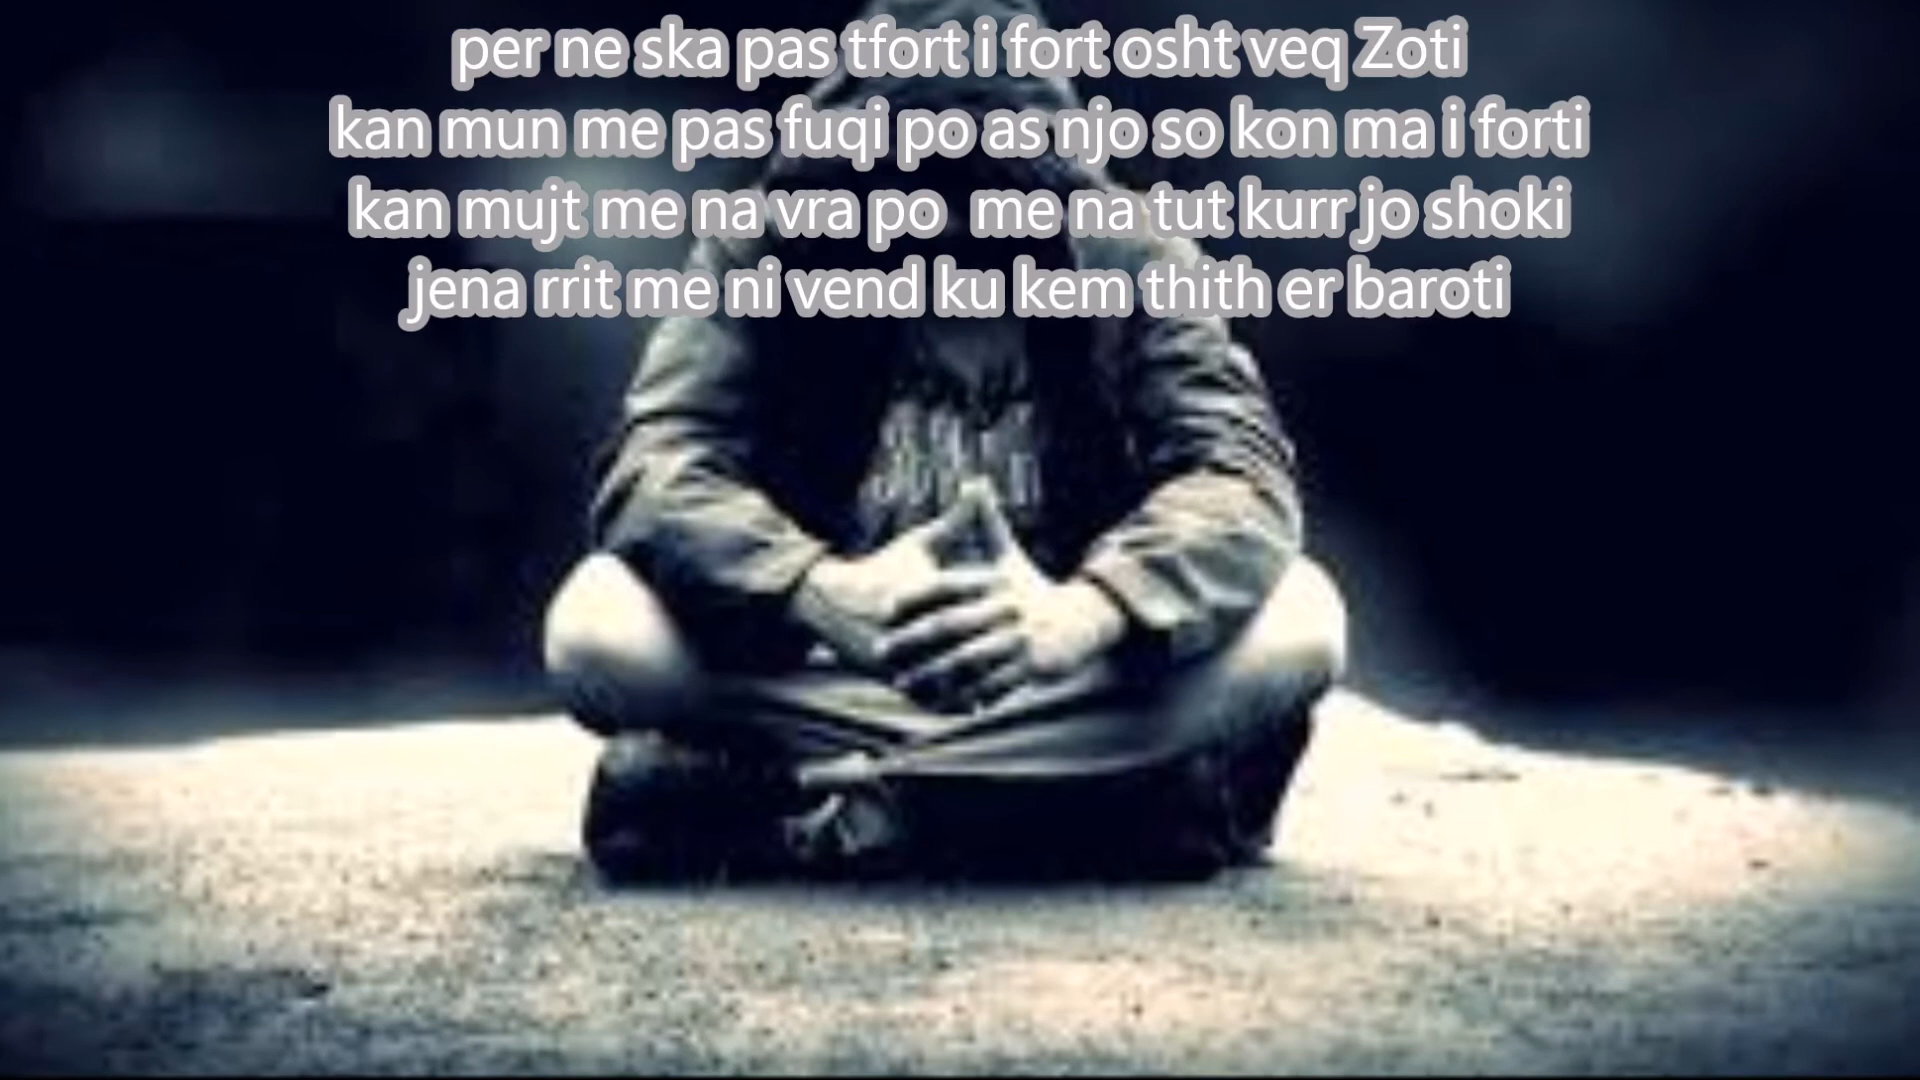 per ne ska pas tfort i fort osht veq Zoti
kan mun me pas fuqi po as njo so kon ma i forti
kan mujt me na vra po  me na tut kurr jo shoki
jena rrit me ni vend ku kem thith er baroti